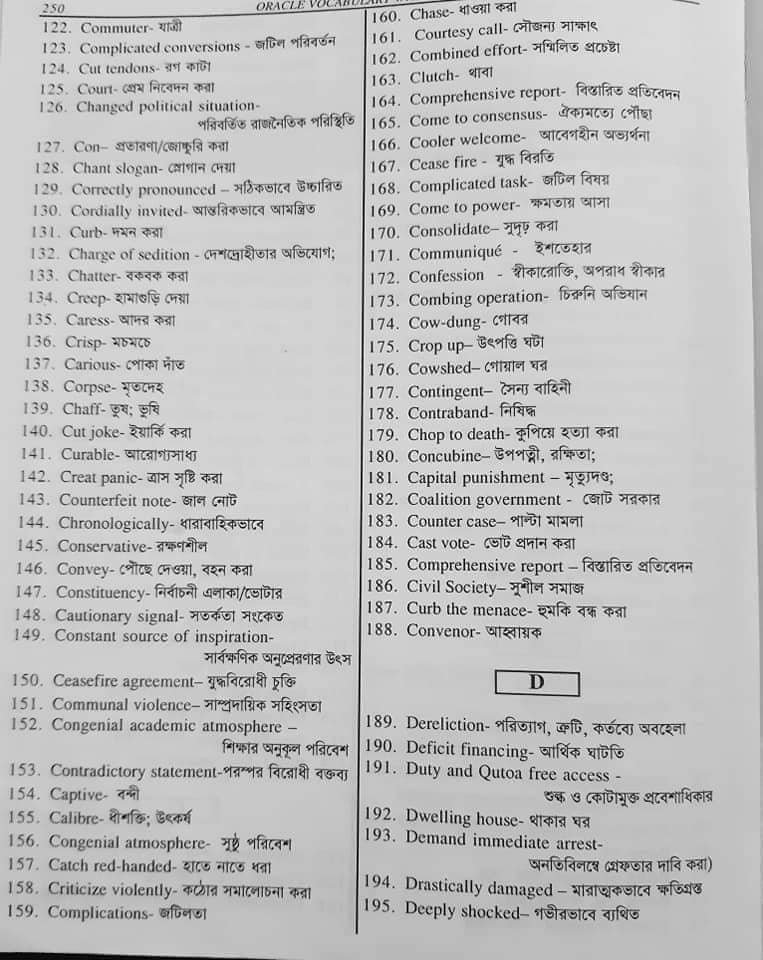 250
ORACLE VOCABULARY
122. Commuter- যাত্রী
123. Complicated conversions - জটিল পরিবর্তন
124. Cut tendons- রগ কাটা
125. Court- প্রেম নিবেদন করা
126. Changed political situation-
পরিবর্তিত রাজনৈতিক পরিস্থিতি
127. Con– প্রতারণা/জোচ্চুরি করা
128. Chant slogan- স্লোগান দেয়া
129. Correctly pronounced – সঠিকভাবে উচ্চারিত
130. Cordially invited- আন্তরিকভাবে আমন্ত্রিত
131. Curb- দমন করা
132. Charge of sedition - দেশদ্রোহীতার অভিযোগ;
133. Chatter- বকবক করা
134. Creep- হামাগুড়ি দেয়া
135. Caress- আদর করা
136. Crisp- মচমচে
137. Carious- পোকা দাঁত
138. Corpse- মৃতদেহ
139. Chaff- তুষ; ভুষি
140. Cut joke- ইয়ার্কি করা
141. Curable- আরোগ্যসাধ্য
142. Creat panic- ত্রাস সৃষ্টি করা
143. Counterfeit note- জাল নোট
144. Chronologically- ধারাবাহিকভাবে
145. Conservative- রক্ষণশীল
146. Convey- পৌঁছে দেওয়া, বহন করা
147. Constituency- নির্বাচনী এলাকা/ভোটার
148. Cautionary signal- সতর্কতা সংকেত
149. Constant source of inspiration-
সার্বক্ষণিক অনুপ্রেরণার উৎস
150. Ceasefire agreement– যুদ্ধবিরোধী চুক্তি
151. Communal violence– সাম্প্রদায়িক সহিংসতা
152. Congenial academic atmosphere –
শিক্ষার অনুকূল পরিবেশ
153. Contradictory statement-পরস্পর বিরোধী বক্তব্য
154. Captive- বন্দী
155. Calibre- ধীশক্তি; উৎকর্ষ
156. Congenial atmosphere- সুষ্ঠু পরিবেশ
157. Catch red-handed- হাতে নাতে ধরা
158. Criticize violently- কঠোর সমালোচনা করা
159. Complications- জটিলতা
160. Chase- ধাওয়া করা
161. Courtesy call- সৌজন্য সাক্ষাৎ
162. Combined effort- সম্মিলিত প্রচেষ্টা
163. Clutch- থাবা
164. Comprehensive report- বিস্তারিত প্রতিবেদন
165. Come to consensus- ঐক্যমত্যে পৌঁছা
166. Cooler welcome- আবেগহীন অভ্যর্থনা
167. Cease fire - যুদ্ধ বিরতি
168. Complicated task- জটিল বিষয়
169. Come to power- ক্ষমতায় আসা
170. Consolidate– সুদৃঢ় করা
171. Communiqué - ইশতেহার
172. Confession - স্বীকারোক্তি, অপরাধ স্বীকার
173. Combing operation- চিরুনি অভিযান
174. Cow-dung- গোবর
175. Crop up– উৎপত্তি ঘটা
176. Cowshed– গোয়াল ঘর
177. Contingent– সৈন্য বাহিনী
178. Contraband- নিষিদ্ধ
179. Chop to death- কুপিয়ে হত্যা করা
180. Concubine– উপপত্নী, রক্ষিতা;
181. Capital punishment – মৃত্যুদণ্ড;
182. Coalition government - জোট সরকার
183. Counter case– পাল্টা মামলা
184. Cast vote- ভোট প্রদান করা
185. Comprehensive report – বিস্তারিত প্রতিবেদন
186. Civil Society– সুশীল সমাজ
187. Curb the menace- হুমকি বন্ধ করা
188. Convenor- আহ্বায়ক
D
189. Dereliction- পরিত্যাগ, ত্রুটি, কর্তব্যে অবহেলা
190. Deficit financing- আর্থিক ঘাটতি
191. Duty and Qutoa free access -
শুল্ক ও কোটামুক্ত প্রবেশাধিকার
192. Dwelling house- থাকার ঘর
193. Demand immediate arrest-
অনতিবিলম্বে গ্রেফতার দাবি করা)
194. Drastically damaged – মারাত্মকভাবে ক্ষতিগ্রস্ত
195. Deeply shocked– গভীরভাবে ব্যথিত